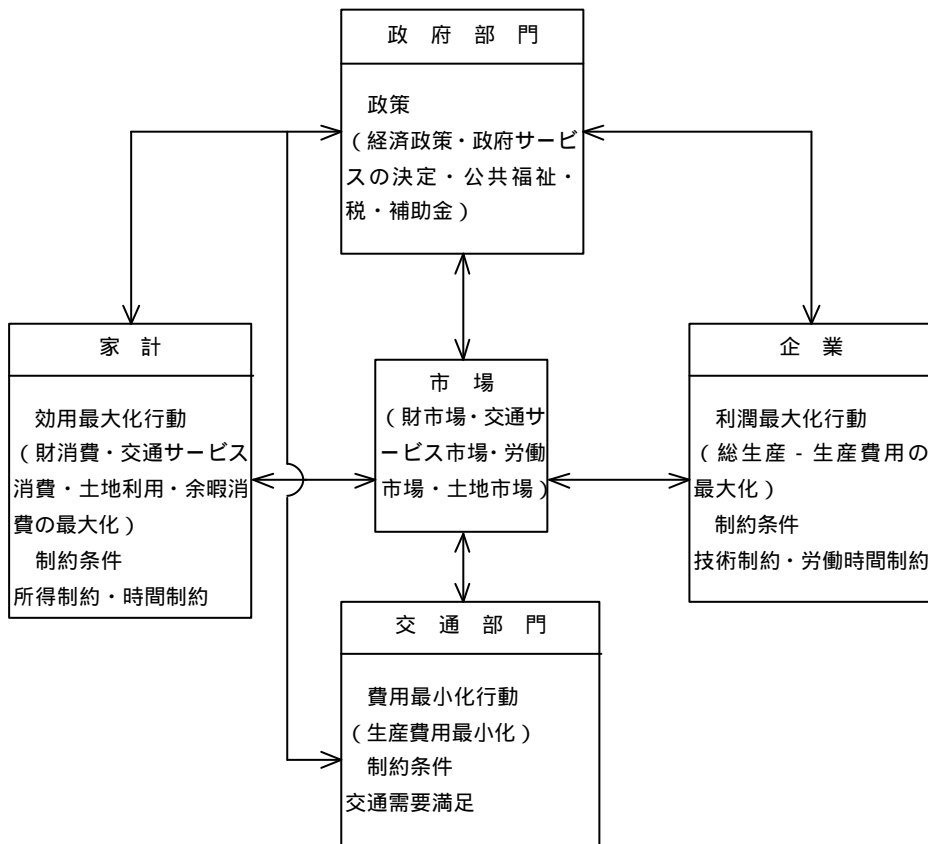 政 府 部 門
政策
（経済政策・政府サービ
スの決定・公共福祉・
税・補助金）
家 計
効用最大化行動
（財消費・交通サービス
消費・土地利用・余暇消
費の最大化）
制約条件
所得制約・時間制約
市 場
（財市場・交通サ
ービス市場・労働
市場・土地市場）
企 業
利潤最大化行動
（総生産‐生産費用の
最大化）
制約条件
技術制約・労働時間制約
交 通 部 門
費用最小化行動
（生産費用最小化）
制約条件
交通需要満足